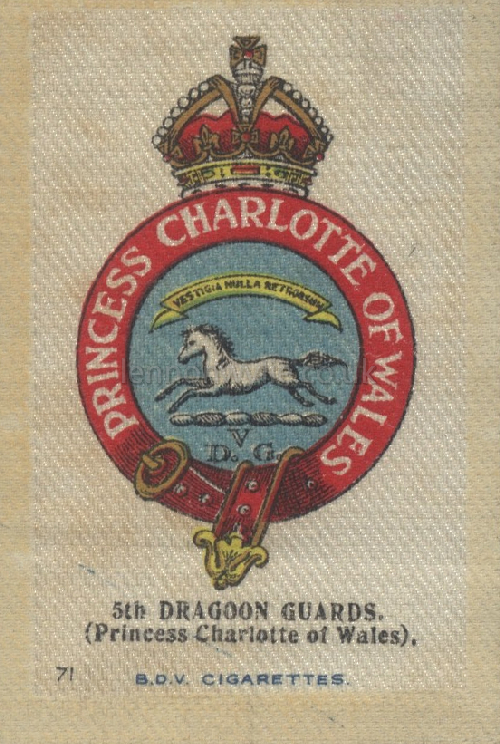 PRINCESS CHARLOTTE OF WALES
VESTIGIA NULLA RETRORSUM
V
D. G.
5th DRAGOON GUARDS.
(Princess Charlotte of Wales).
71 B.D.V. CIGARETTES.